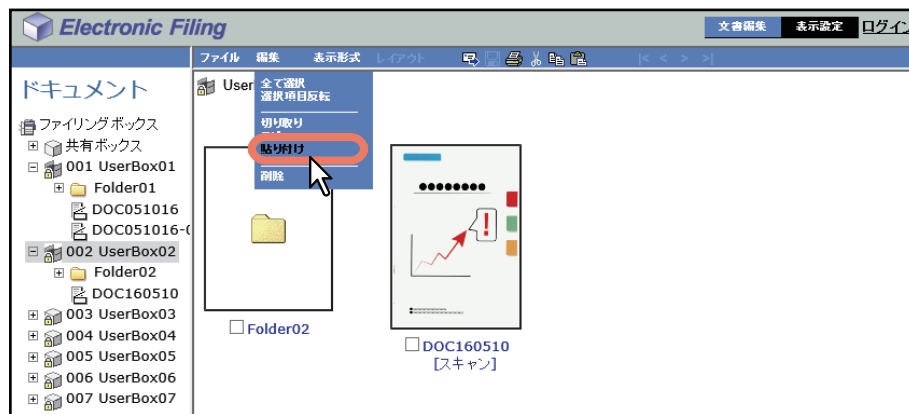 Electronic Filing
文書編集 表示設定 ログイン
ファイル 編集 表示形式 レイアウト |< < > >|
ドキュメント
ファイリングボックス
共有ボックス
001 UserBox01
Folder01
DOC051016
DOC051016-(
002 UserBox02
Folder02
DOC160510
003 UserBox03
004 UserBox04
005 UserBox05
006 UserBox06
007 UserBox07
User
全て選択
選択項目反転
切り取り
貼り付け
削除
Folder02
!
DOC160510
[スキャン]